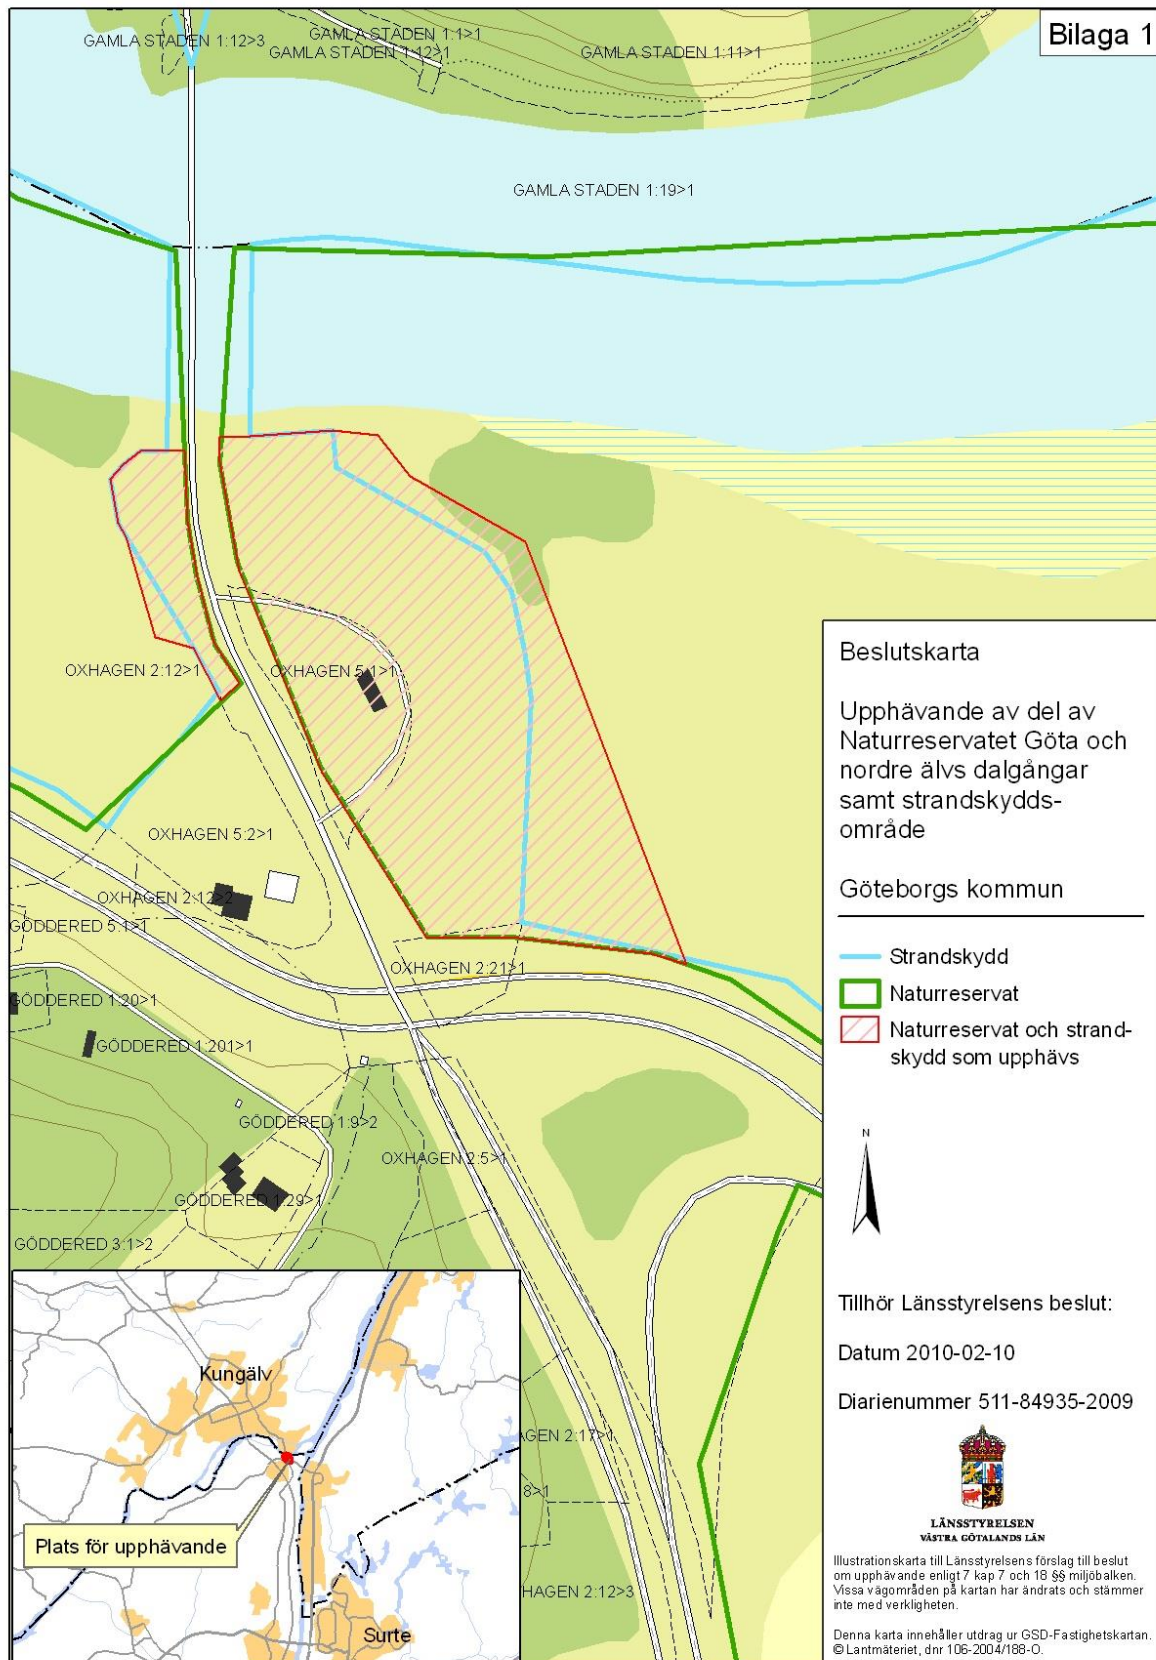 Bilaga 1
GAMLA STADEN 1:12>3
GAMLA STADEN 1:1>1
GAMLA STADEN 1:12>1
GAMLA STADEN 1:11>1
GAMLA STADEN 1:19>1
OXHAGEN 2:12>1
OXHAGEN 5:1>1
OXHAGEN 5:2>1
OXHAGEN 2:12>2
GÖDDERED 5:1>1
OXHAGEN 2:21>1
GÖDDERED 1:20>1
GÖDDERED 1:201>1
GÖDDERED 1:9>2
OXHAGEN 2:5>1
GÖDDERED 1:29>1
GÖDDERED 3:1>2
AGEN 2:17>1
8>1
HAGEN 2:12>3
Kungälv
Plats för upphävande
Surte
Beslutskarta
Upphävande av del av
Naturreservatet Göta och
nordre älvs dalgångar
samt strandskydds-
område
Göteborgs kommun
Strandskydd
Naturreservat
Naturreservat och strand-
skydd som upphävs
N
Tillhör Länsstyrelsens beslut:
Datum 2010-02-10
Diarienummer 511-84935-2009
LÄNSSTYRELSEN
VÄSTRA GÖTALANDS LÄN
Illustrationskarta till Länsstyrelsens förslag till beslut
om upphävande enligt 7 kap 7 och 18 §§ miljöbalken.
Vissa vägområden på kartan har ändrats och stämmer
inte med verkligheten.
Denna karta innehåller utdrag ur GSD-Fastighetskartan.
© Lantmäteriet, dnr 106-2004/188-O.